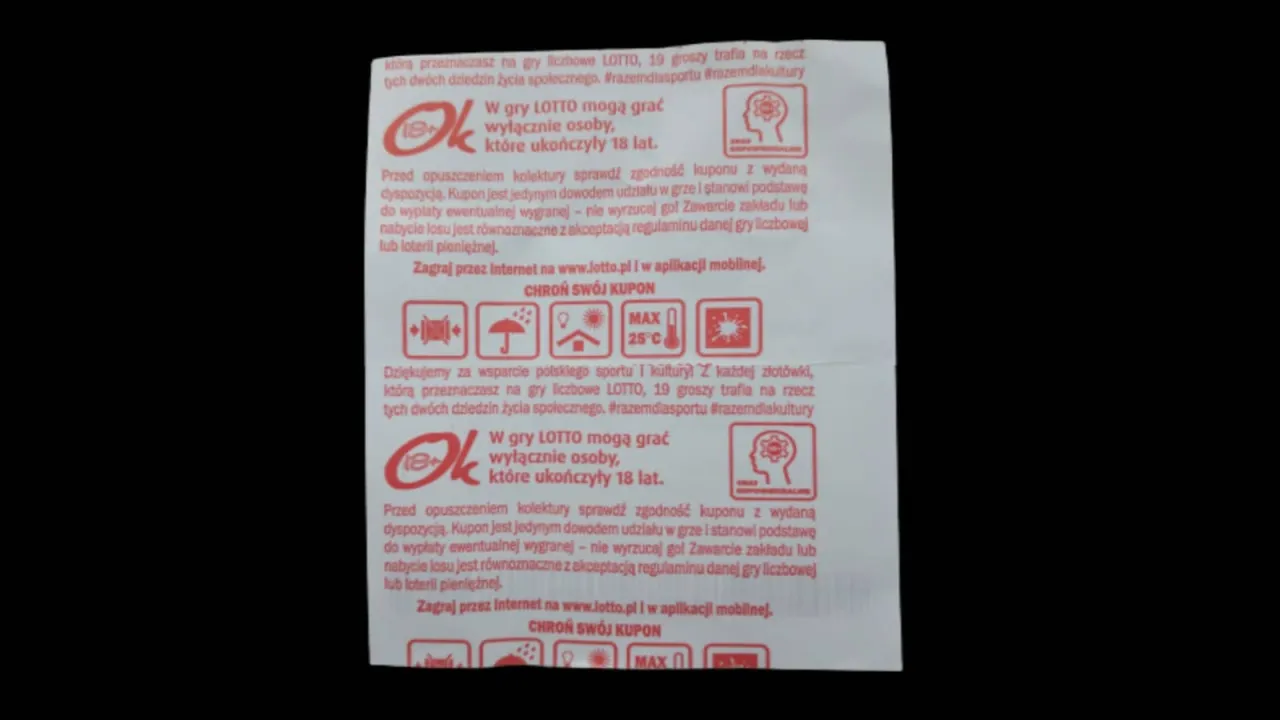 którą przeznaczasz na gry liczbowe LOTTO, 19 groszy trafia na rzecz
tych dwóch dziedzin życia społecznego. #razemdlasportu #razemdlakultury
18+
Ok
W gry LOTTO mogą grać
wyłącznie osoby,
które ukończyły 18 lat.
GRAJ
ODPOWIEDZIALNIE
Przed opuszczeniem kolektury sprawdź zgodność kuponu z wydaną
dyspozycją. Kupon jest jedynym dowodem udziału w grze i stanowi podstawę
do wypłaty ewentualnej wygranej – nie wyrzucaj go! Zawarcie zakładu lub
nabycie losu jest równoznaczne z akceptacją regulaminu danej gry liczbowej
lub loterii pieniężnej.
Zagraj przez Internet na www.lotto.pl i w aplikacji mobilnej.
CHROŃ SWÓJ KUPON
MAX
25°C
Dziękujemy za wsparcie polskiego sportu i kultury! Z każdej złotówki,
którą przeznaczasz na gry liczbowe LOTTO, 19 groszy trafia na rzecz
tych dwóch dziedzin życia społecznego. #razemdlasportu #razemdlakultury
18+
Ok
W gry LOTTO mogą grać
wyłącznie osoby,
które ukończyły 18 lat.
GRAJ
ODPOWIEDZIALNIE
Przed opuszczeniem kolektury sprawdź zgodność kuponu z wydaną
dyspozycją. Kupon jest jedynym dowodem udziału w grze i stanowi podstawę
do wypłaty ewentualnej wygranej – nie wyrzucaj go! Zawarcie zakładu lub
nabycie losu jest równoznaczne z akceptacją regulaminu danej gry liczbowej
lub loterii pieniężnej.
Zagraj przez Internet na www.lotto.pl i w aplikacji mobilnej.
CHROŃ SWÓJ KUPON
MAX